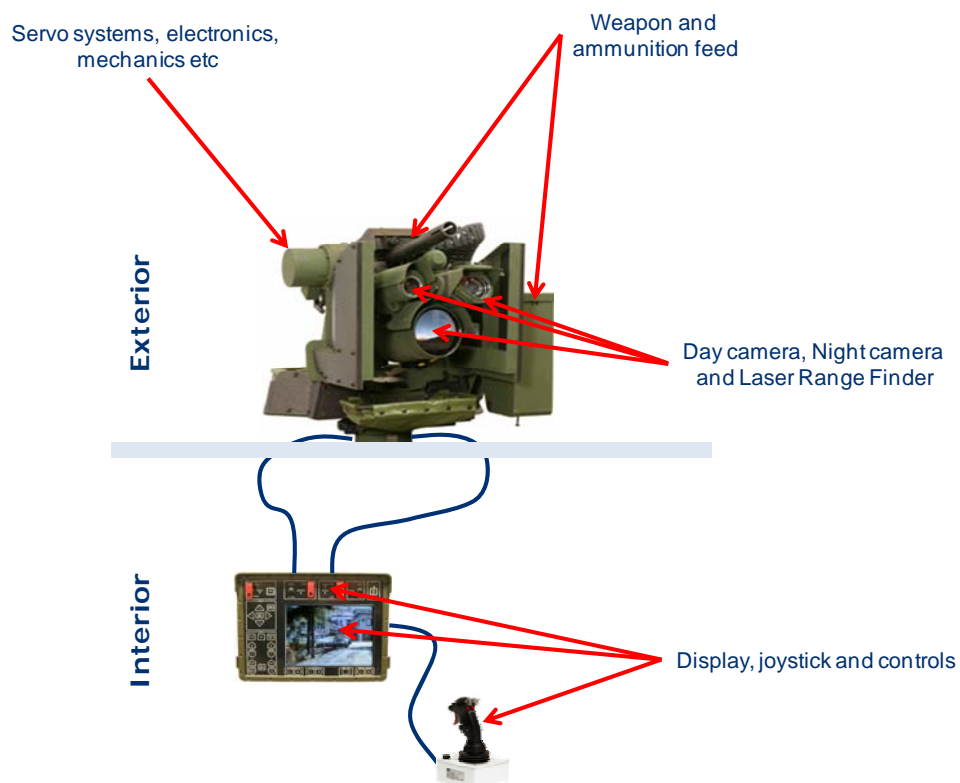 Servo systems, electronics,
mechanics etc
Weapon and
ammunition feed
Exterior
Day camera, Night camera
and Laser Range Finder
Interior
Display, joystick and controls